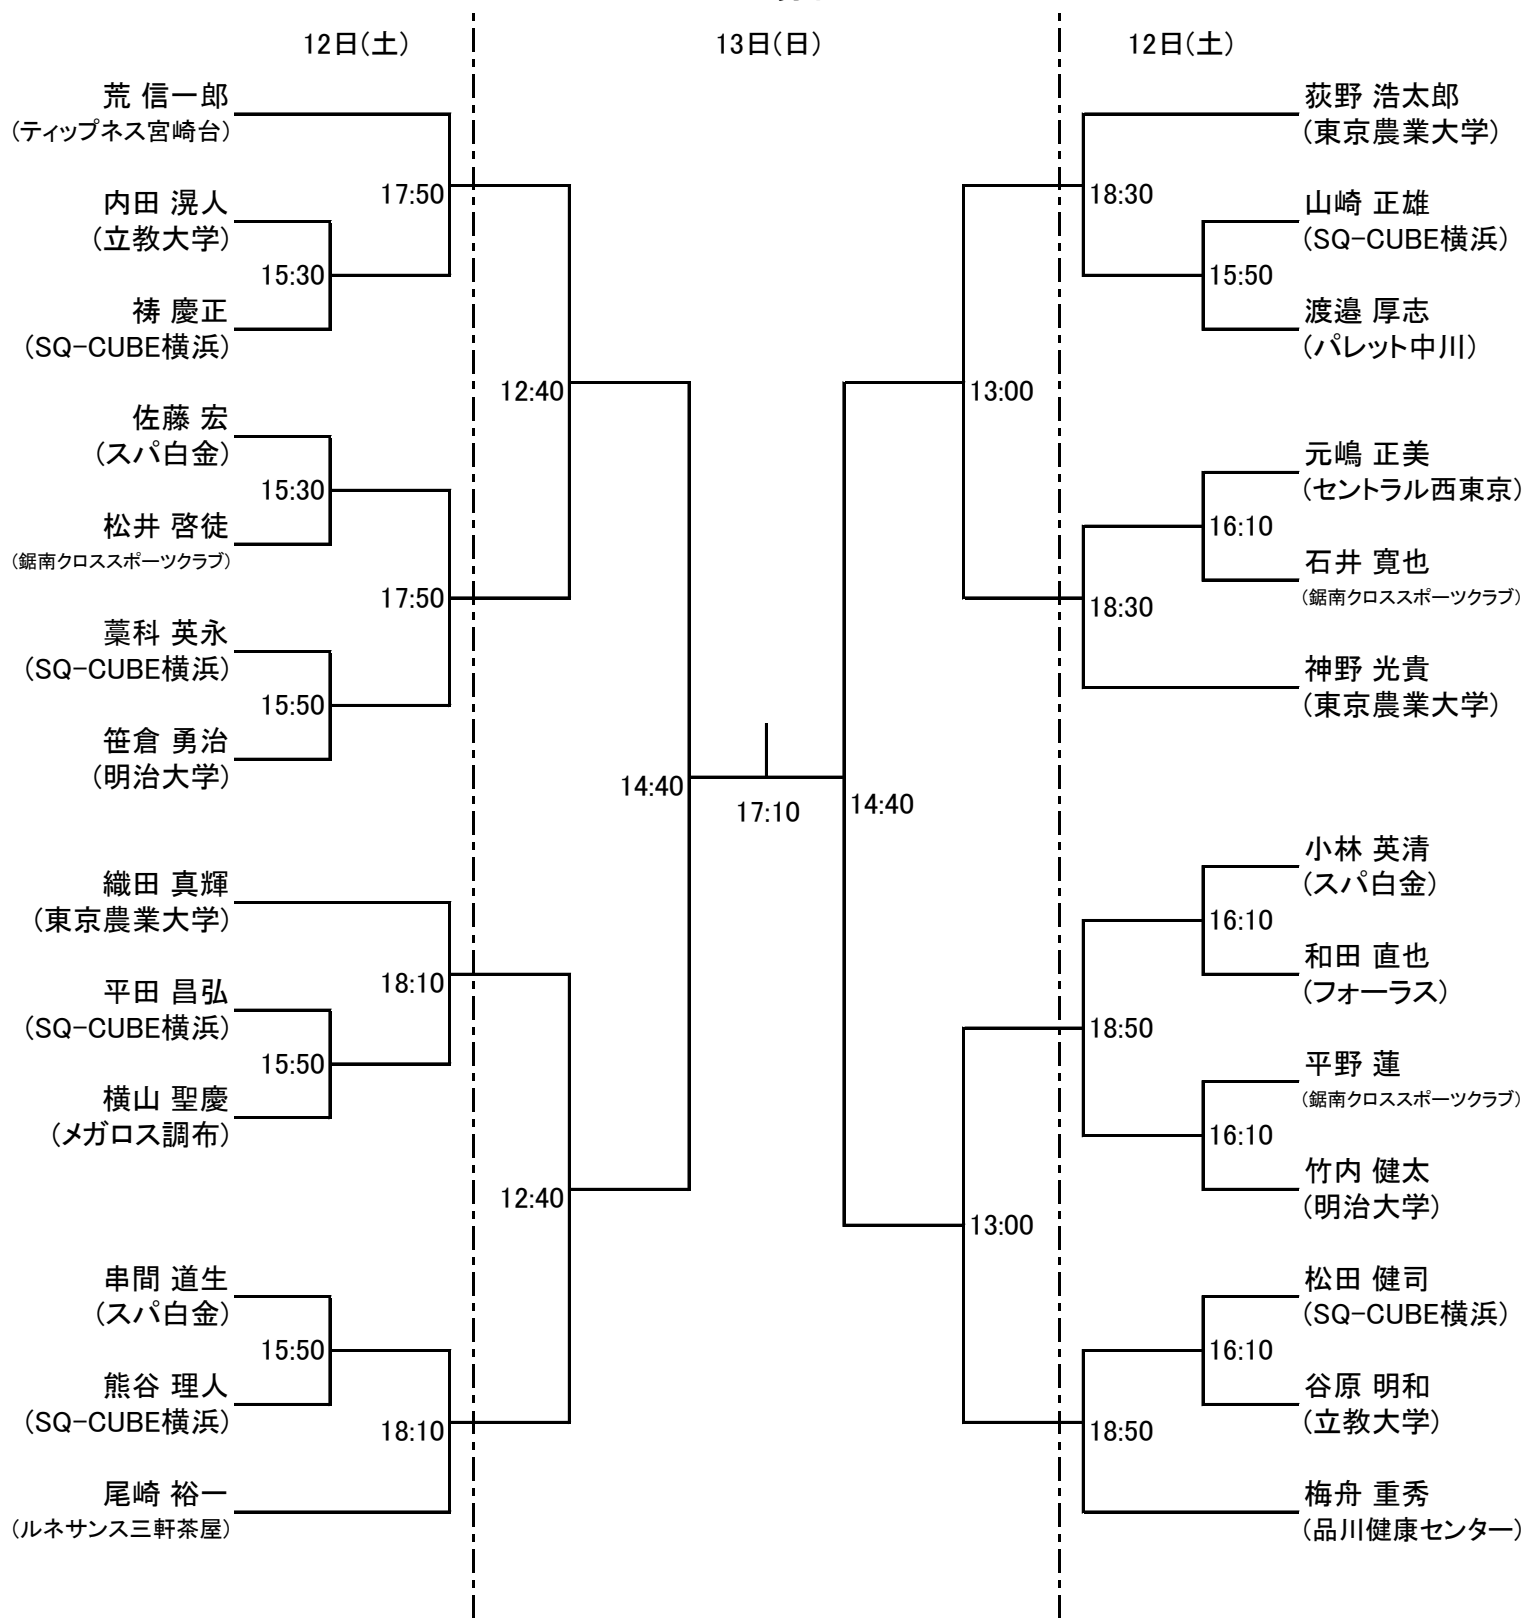 12日(土)
13日(日)
12日(土)
荒 信一郎
(ティップネス宮崎台)
17:50
内田 滉人
(立教大学)
15:30
祷 慶正
(SQ-CUBE横浜)
12:40
佐藤 宏
(スパ白金)
15:30
松井 啓徒
(鋸南クロススポーツクラブ)
17:50
藁科 英永
(SQ-CUBE横浜)
15:50
笹倉 勇治
(明治大学)
14:40
織田 真輝
(東京農業大学)
18:10
平田 昌弘
(SQ-CUBE横浜)
15:50
横山 聖慶
(メガロス調布)
12:40
串間 道生
(スパ白金)
15:50
熊谷 理人
(SQ-CUBE横浜)
18:10
尾崎 裕一
(ルネサンス三軒茶屋)
17:10
荻野 浩太郎
(東京農業大学)
18:30
山崎 正雄
(SQ-CUBE横浜)
15:50
渡邉 厚志
(パレット中川)
13:00
元嶋 正美
(セントラル西東京)
16:10
石井 寛也
(鋸南クロススポーツクラブ)
18:30
神野 光貴
(東京農業大学)
14:40
小林 英清
(スパ白金)
16:10
和田 直也
(フォーラス)
18:50
平野 蓮
(鋸南クロススポーツクラブ)
16:10
竹内 健太
(明治大学)
13:00
松田 健司
(SQ-CUBE横浜)
16:10
谷原 明和
(立教大学)
18:50
梅舟 重秀
(品川健康センター)